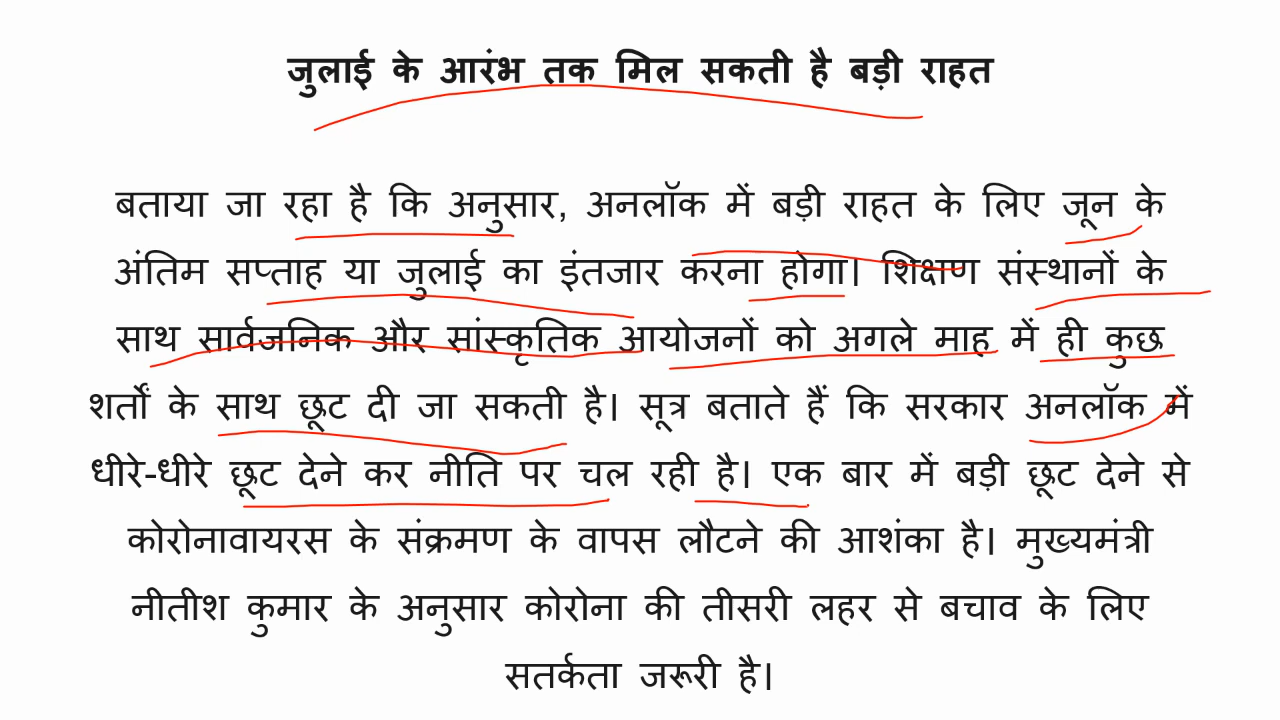 जुलाई के आरंभ तक मिल सकती है बड़ी राहत
बताया जा रहा है कि अनुसार, अनलॉक में बड़ी राहत के लिए जून के
अंतिम सप्ताह या जुलाई का इंतजार करना होगा। शिक्षण संस्थानों के
साथ सार्वजनिक और सांस्कृतिक आयोजनों को अगले माह में ही कुछ
शर्तों के साथ छूट दी जा सकती है। सूत्र बताते हैं कि सरकार अनलॉक में
धीरे-धीरे छूट देने कर नीति पर चल रही है। एक बार में बड़ी छूट देने से
कोरोनावायरस के संक्रमण के वापस लौटने की आशंका है। मुख्यमंत्री
नीतीश कुमार के अनुसार कोरोना की तीसरी लहर से बचाव के लिए
सतर्कता जरूरी है।